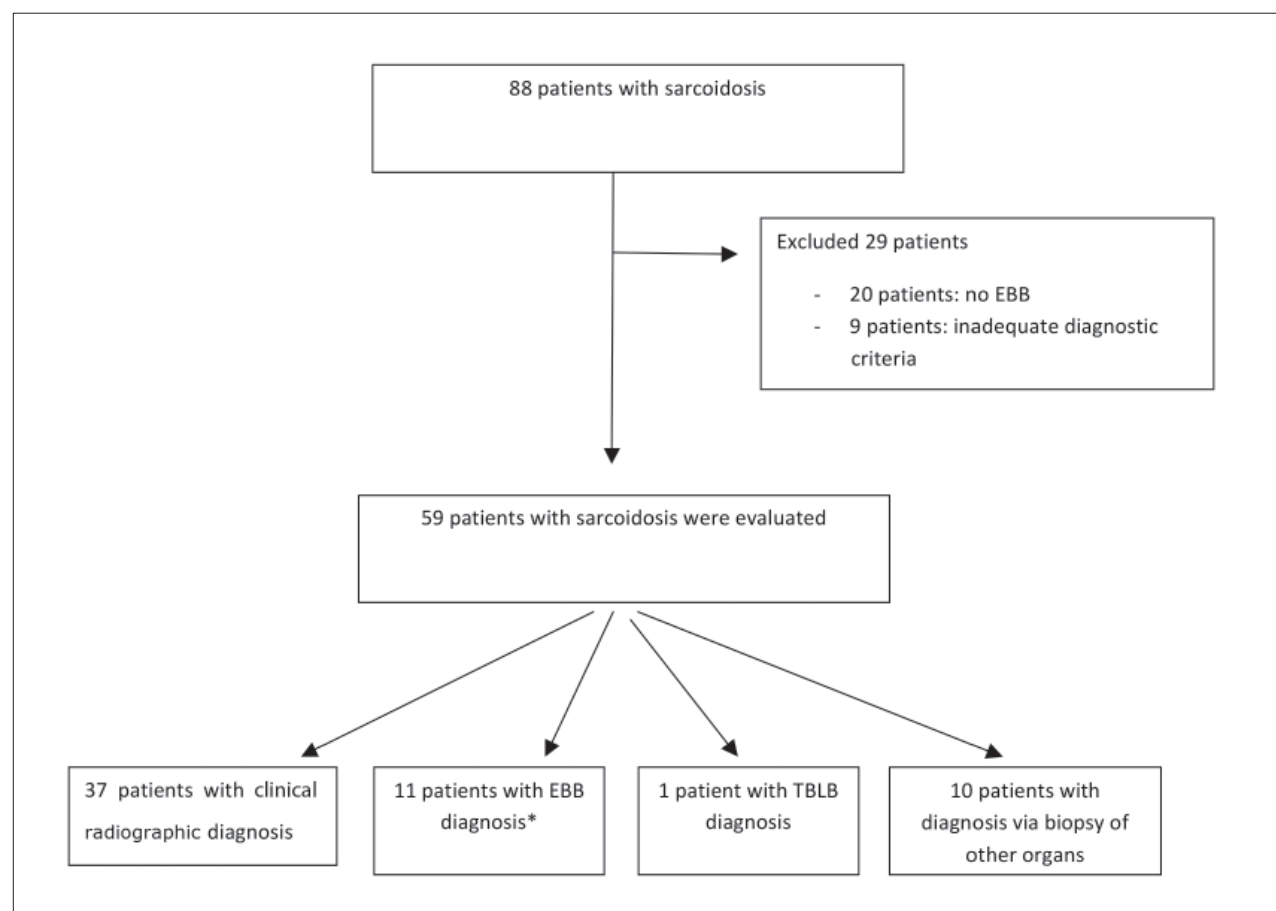 88 patients with sarcoidosis
Excluded 29 patients
- 20 patients: no EBB
- 9 patients: inadequate diagnostic
criteria
59 patients with sarcoidosis were evaluated
37 patients with clinical
radiographic diagnosis
11 patients with EBB
diagnosis*
1 patient with TBLB
diagnosis
10 patients with
diagnosis via biopsy of
other organs